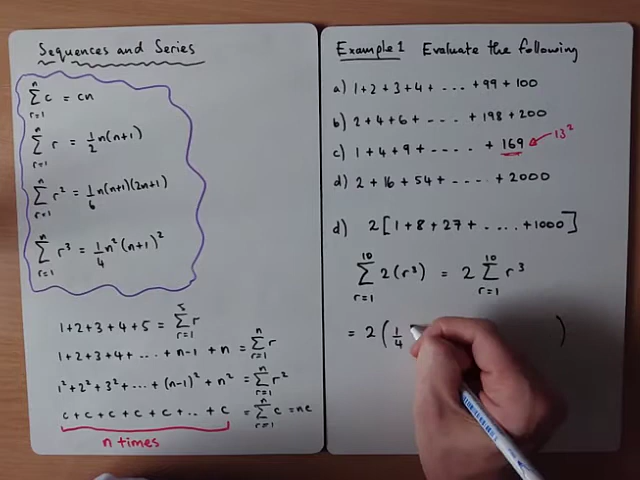 Sequences and Series
∑_{r=1}^{n} c = cn
∑_{r=1}^{n} r = 1/2 n(n+1)
∑_{r=1}^{n} r² = 1/6 n(n+1)(2n+1)
∑_{r=1}^{n} r³ = 1/4 n²(n+1)²
1+2+3+4+5 = ∑_{r=1}^{5} r
1+2+3+4+ ... + n-1 + n = ∑_{r=1}^{n} r
1²+2²+3²+ ... + (n-1)² + n² = ∑_{r=1}^{n} r²
c + c + c + c + c + .. + c = ∑_{r=1}^{n} c = nc
n times
Example 1 Evaluate the following
a) 1+2+3+4+ .... +99+100
b) 2+4+6+ ..... +198+200
c) 1+4+9+ ..... + 169 13²
d) 2+16+54+ ..... +2000
d) 2[1+8+27+ .....+1000]
∑_{r=1}^{10} 2(r³) = 2 ∑_{r=1}^{10} r³
= 2 ( 1/4 )